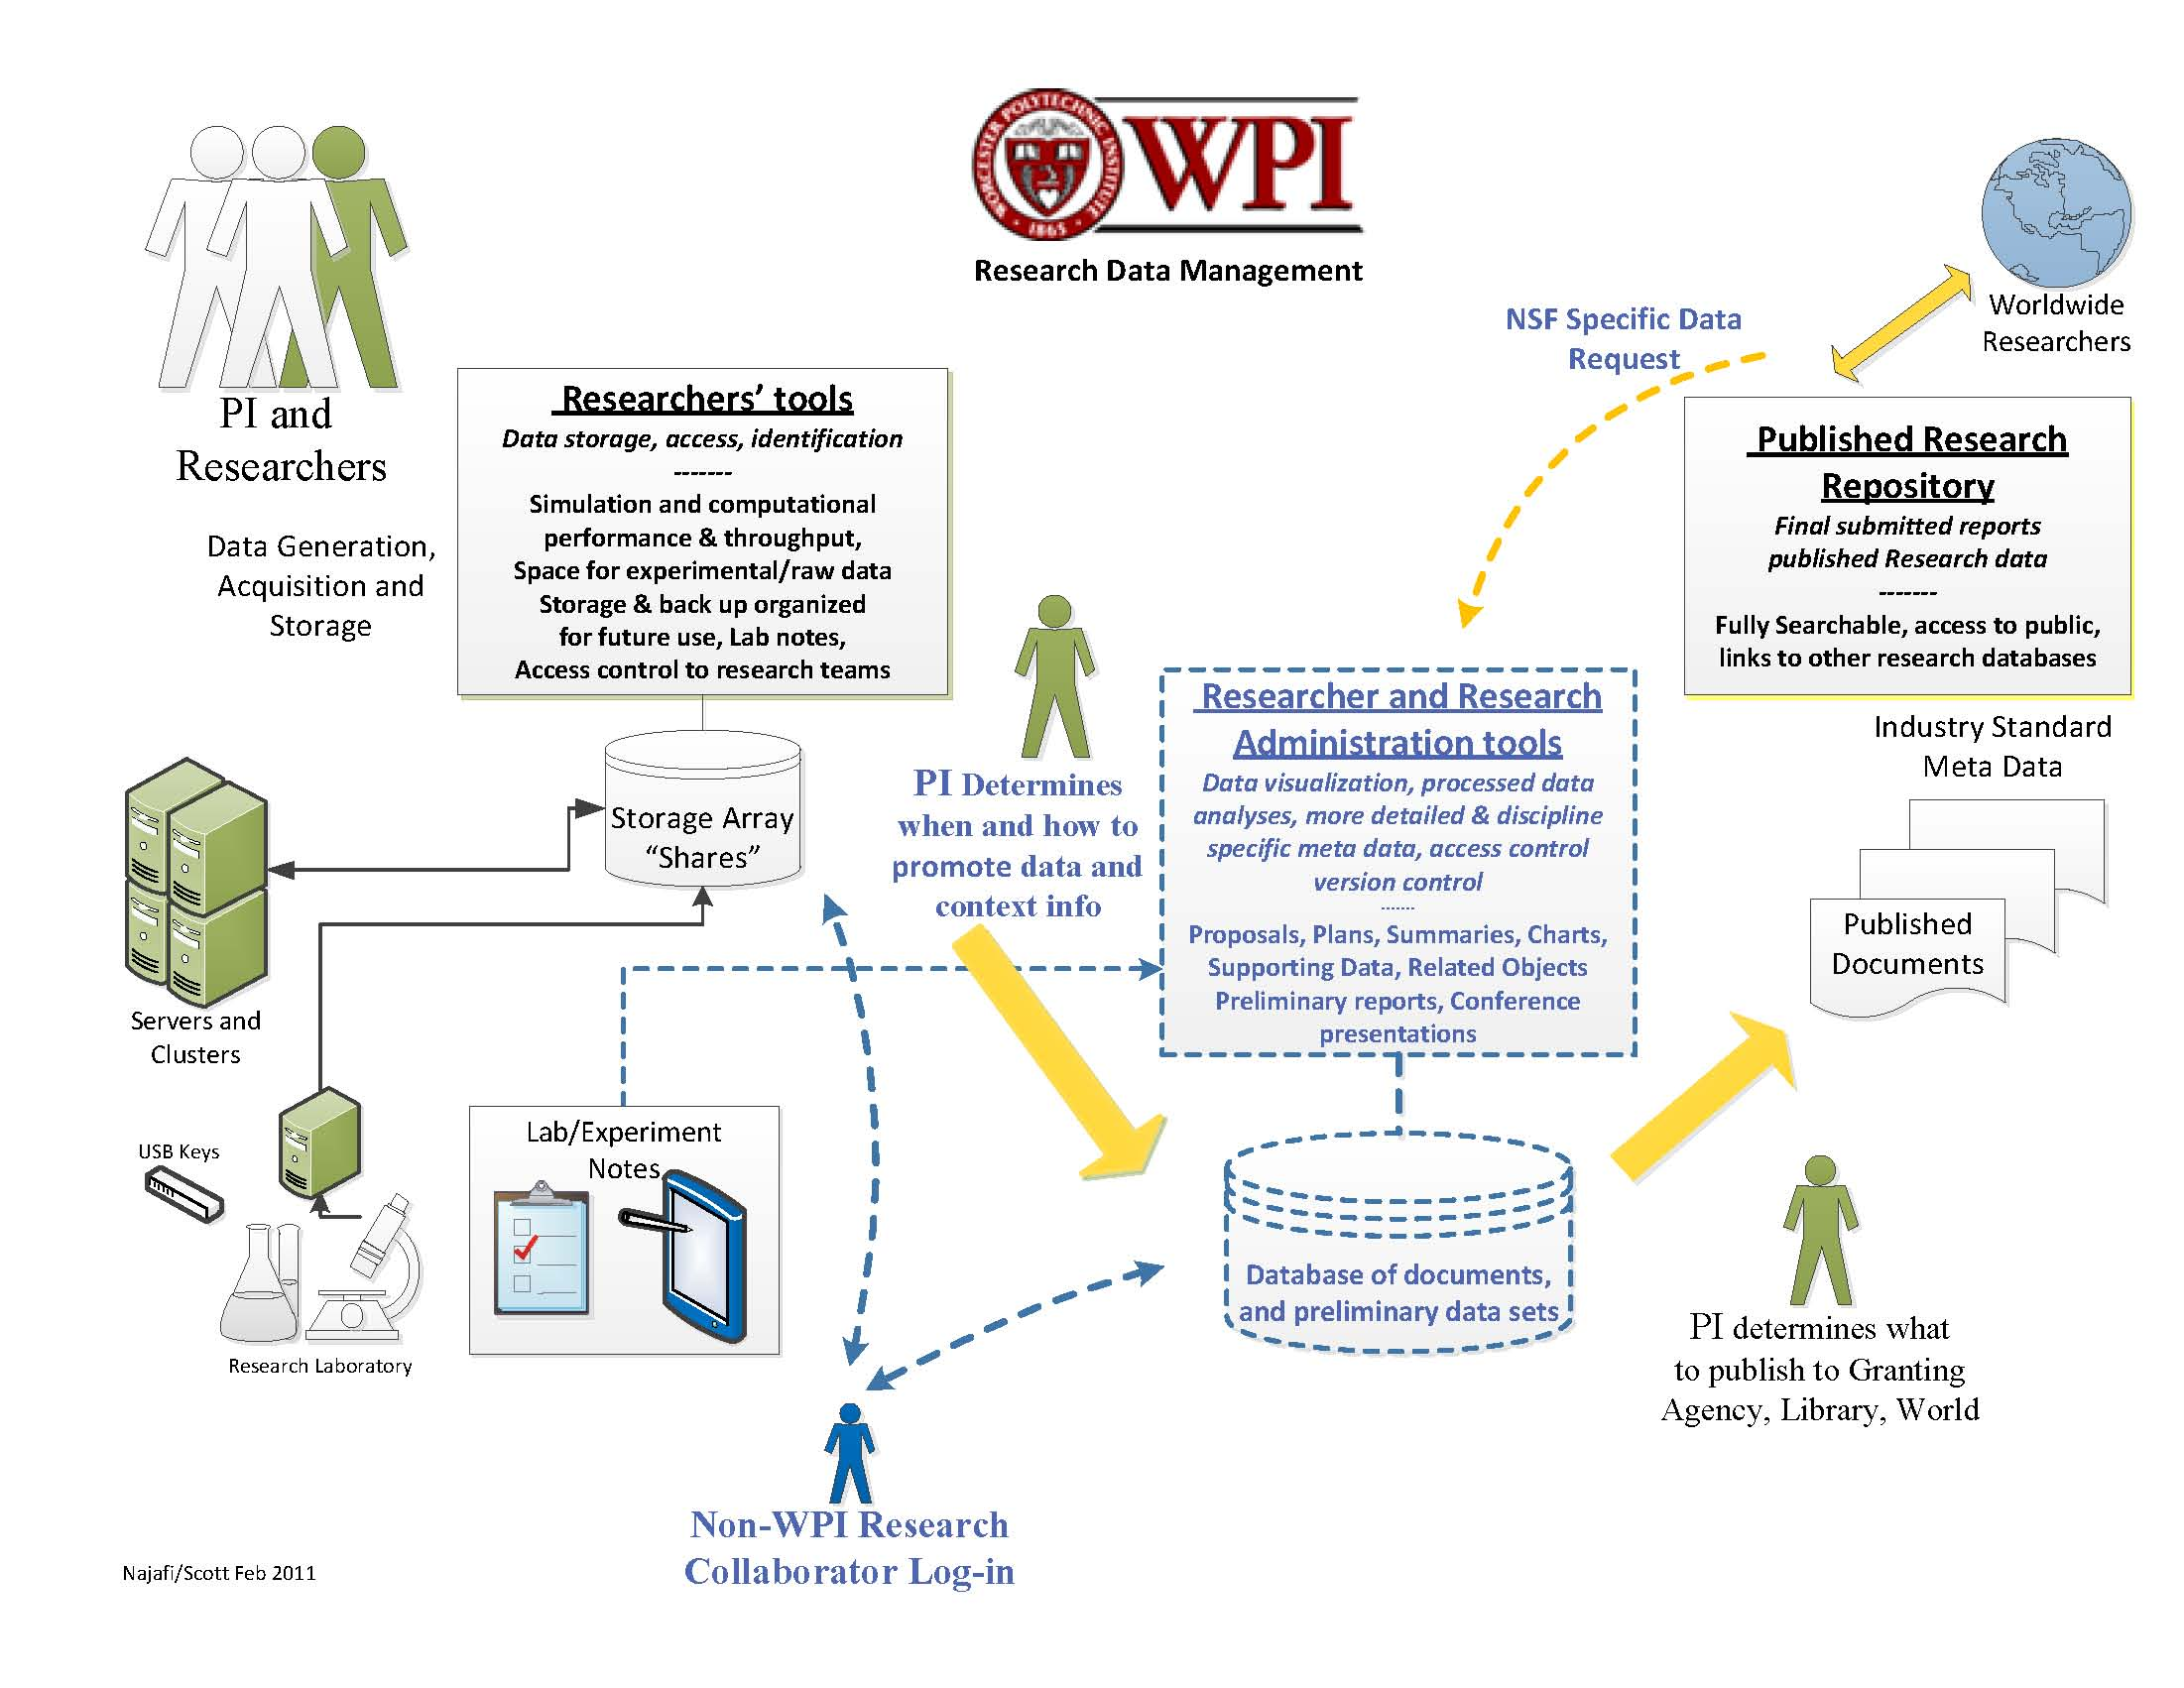 WORCESTER POLYTECHNIC INSTITUTE
1865
WPI
Research Data Management
PI and
Researchers
Data Generation,
Acquisition and
Storage
Researchers’ tools
Data storage, access, identification
-------
Simulation and computational
performance & throughput,
Space for experimental/raw data
Storage & back up organized
for future use, Lab notes,
Access control to research teams
Storage Array
“Shares”
Servers and
Clusters
USB Keys
Research Laboratory
Lab/Experiment
Notes
PI Determines
when and how to
promote data and
context info
NSF Specific Data
Request
Worldwide
Researchers
Published Research
Repository
Final submitted reports
published Research data
-------
Fully Searchable, access to public,
links to other research databases
Industry Standard
Meta Data
Published
Documents
Researcher and Research
Administration tools
Data visualization, processed data
analyses, more detailed & discipline
specific meta data, access control
version control
-------
Proposals, Plans, Summaries, Charts,
Supporting Data, Related Objects
Preliminary reports, Conference
presentations
Database of documents,
and preliminary data sets
PI determines what
to publish to Granting
Agency, Library, World
Non-WPI Research
Collaborator Log-in
Najafi/Scott Feb 2011